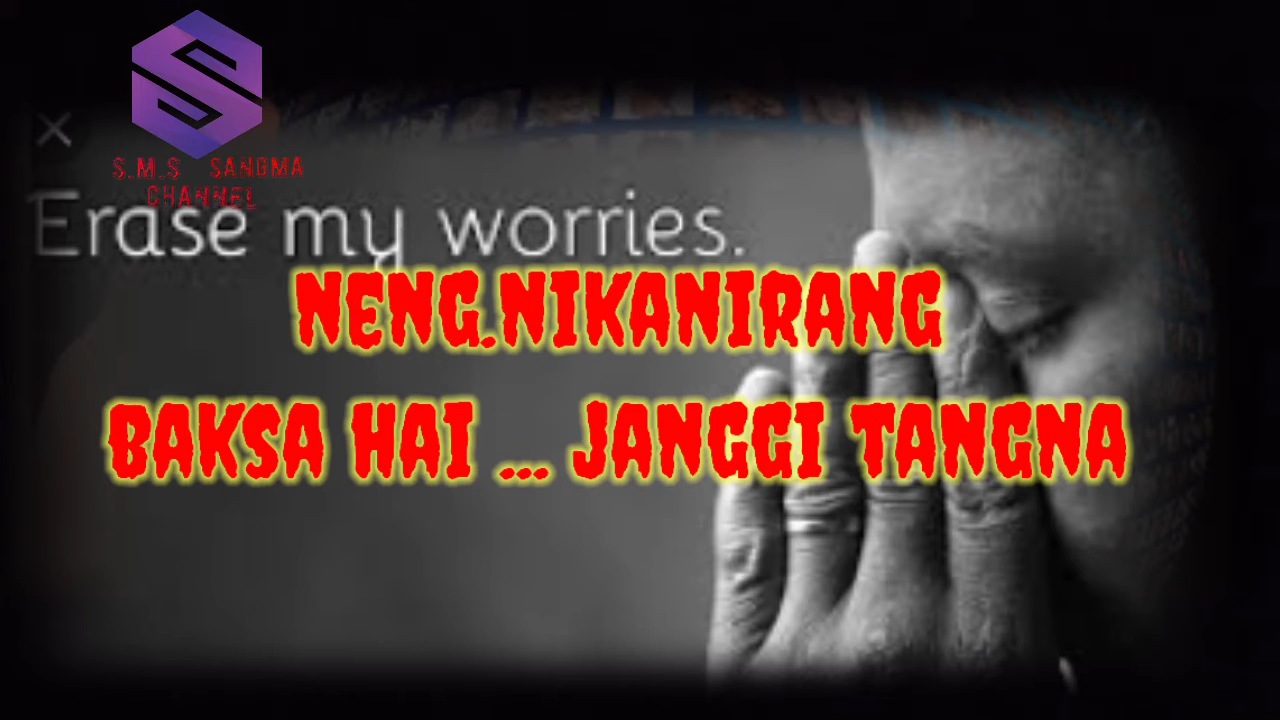 S.M.S SANGMA
CHANNEL
Erase my worries.
NENG.NIKANIRANG
BAKSA HAI ... JANGGI TANGNA